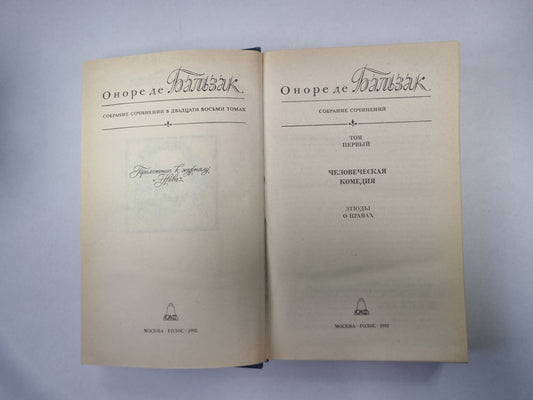 Оноре де Бальзак
СОБРАНИЕ СОЧИНЕНИЙ В ДВАДЦАТИ ВОСЬМИ ТОМАХ
Приложение к журналу
«Нива»
МОСКВА · ГОЛОС · 1992
Оноре де Бальзак
СОБРАНИЕ СОЧИНЕНИЙ
ТОМ
ПЕРВЫЙ
ЧЕЛОВЕЧЕСКАЯ
КОМЕДИЯ
ЭТЮДЫ
О НРАВАХ
МОСКВА · ГОЛОС · 1992